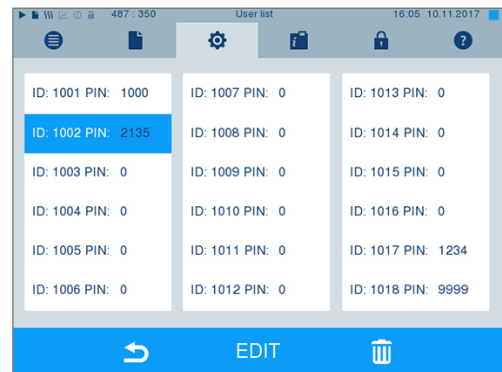 487 : 350 User list 16:05 10.11.2017
ID: 1001 PIN: 1000
ID: 1002 PIN: 2135
ID: 1003 PIN: 0
ID: 1004 PIN: 0
ID: 1005 PIN: 0
ID: 1006 PIN: 0
ID: 1007 PIN: 0
ID: 1008 PIN: 0
ID: 1009 PIN: 0
ID: 1010 PIN: 0
ID: 1011 PIN: 0
ID: 1012 PIN: 0
ID: 1013 PIN: 0
ID: 1014 PIN: 0
ID: 1015 PIN: 0
ID: 1016 PIN: 0
ID: 1017 PIN: 1234
ID: 1018 PIN: 9999
EDIT